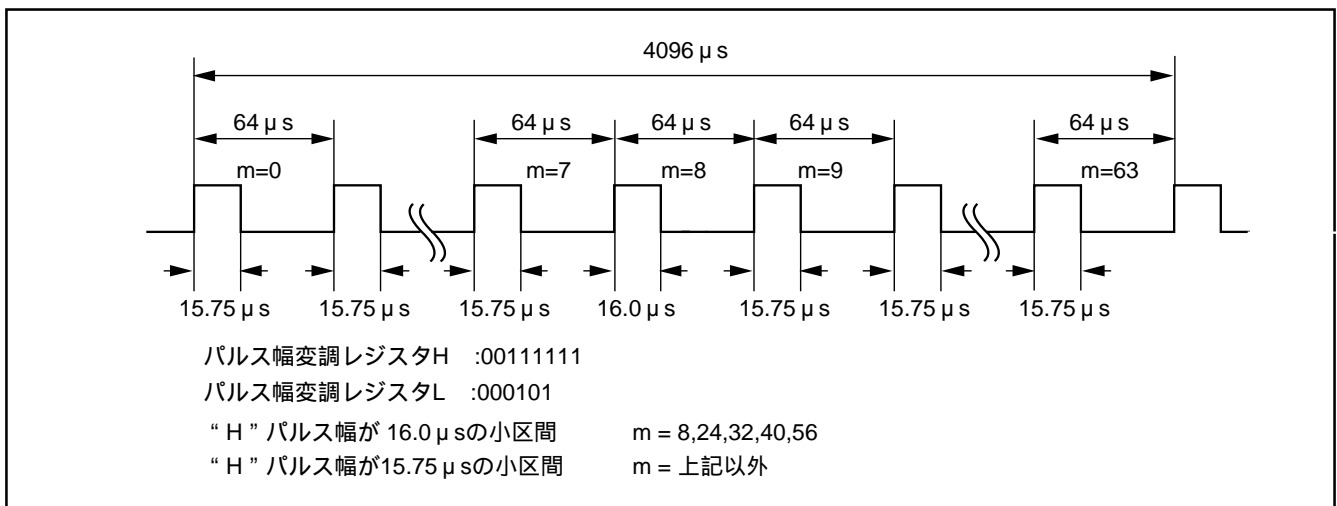 4096 μ s
64 μ s 64 μ s 64 μ s 64 μ s 64 μ s
m=0 m=7 m=8 m=9 m=63
15.75 μ s 15.75 μ s 15.75 μ s 16.0 μ s 15.75 μ s 15.75 μ s 15.75 μ s
パルス幅変調レジスタH :00111111
パルス幅変調レジスタL :000101
“ H ” パルス幅が 16.0 μ sの小区間 m = 8,24,32,40,56
“ H ” パルス幅が15.75 μ sの小区間 m = 上記以外